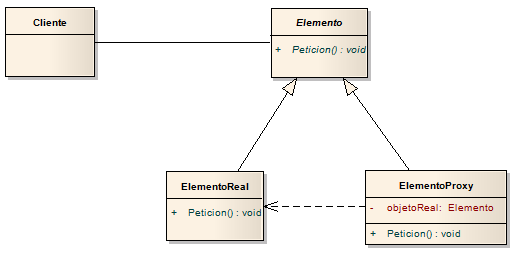 Cliente
Elemento
+ Peticion() : void
ElementoReal
+ Peticion() : void
ElementoProxy
- objetoReal: Elemento
+ Peticion() : void